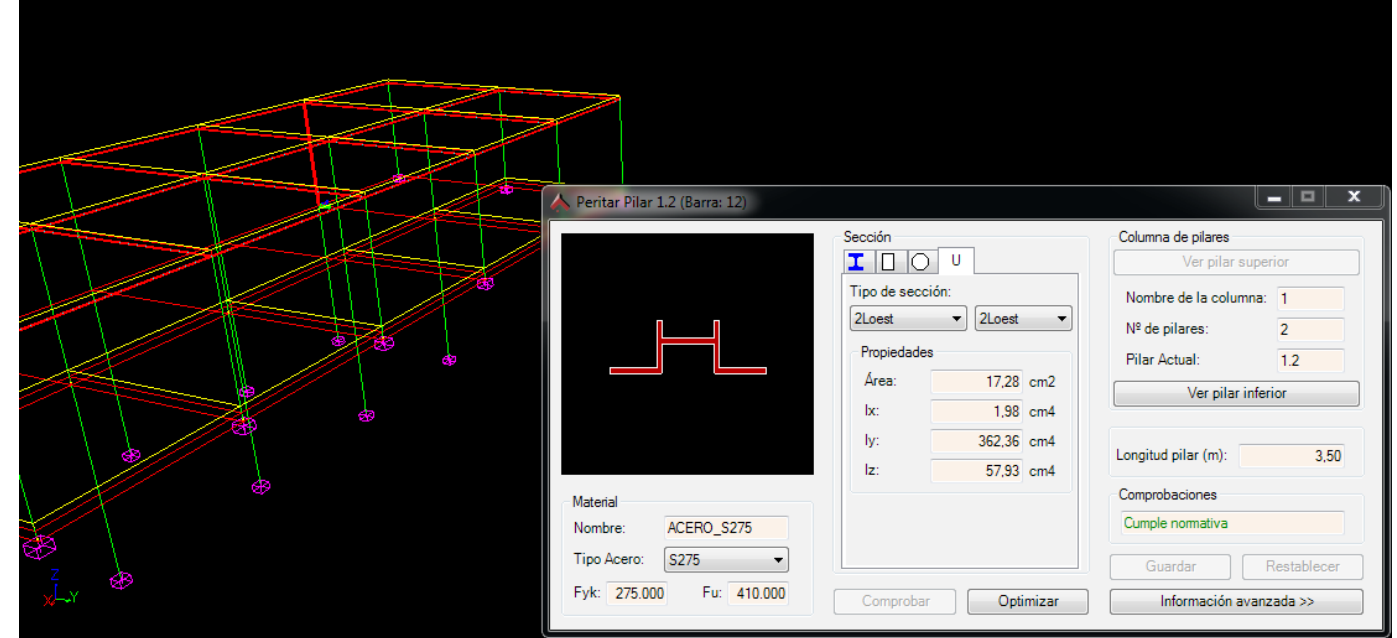 Z
X
Y
Peritar Pilar 1.2 (Barra: 12)
Sección
U
Tipo de sección:
2Loest 2Loest
Propiedades
Área: 17,28 cm2
Ix: 1,98 cm4
Iy: 362,36 cm4
Iz: 57,93 cm4
Material
Nombre: ACERO_S275
Tipo Acero: S275
Fyk: 275.000 Fu: 410.000
Comprobar Optimizar
Columna de pilares
Ver pilar superior
Nombre de la columna: 1
Nº de pilares: 2
Pilar Actual: 1.2
Ver pilar inferior
Longitud pilar (m): 3,50
Comprobaciones
Cumple normativa
Guardar Restablecer
Información avanzada >>